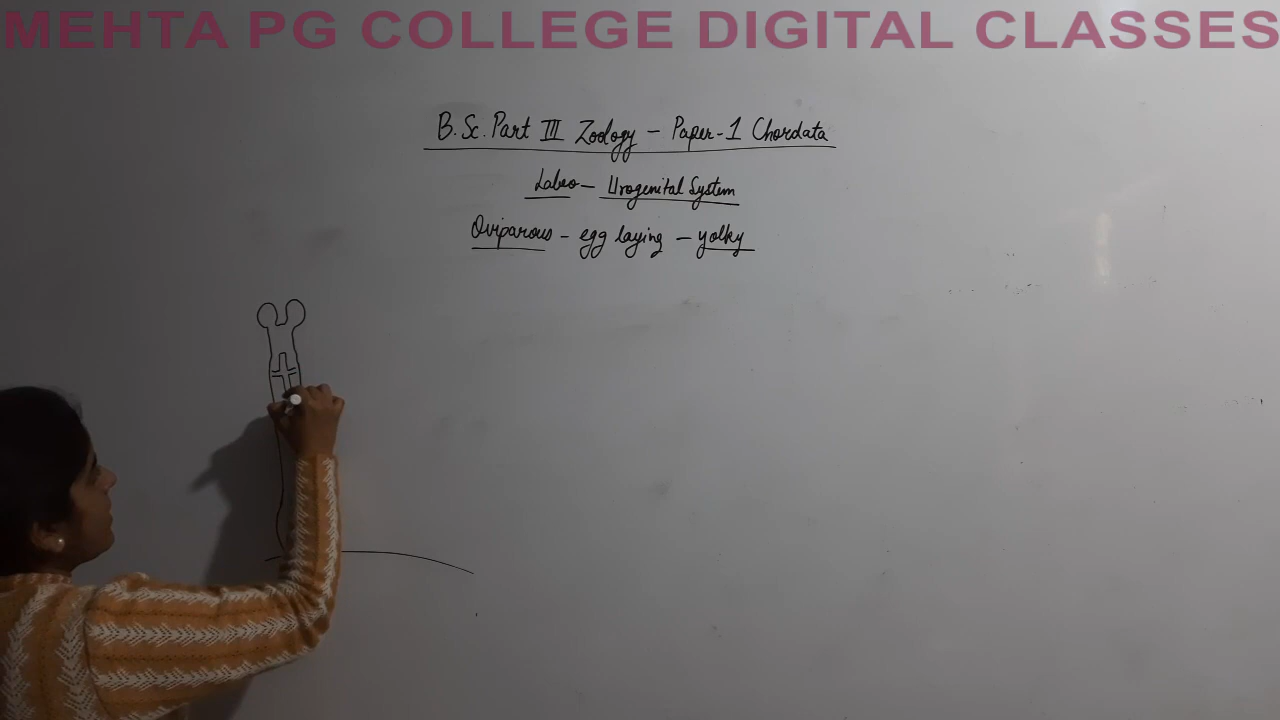 MEHTA PG COLLEGE DIGITAL CLASSES
B.Sc. Part III Zoology - Paper-1 Chordata
Labeo - Urogenital System
Oviparous - egg laying - yolky